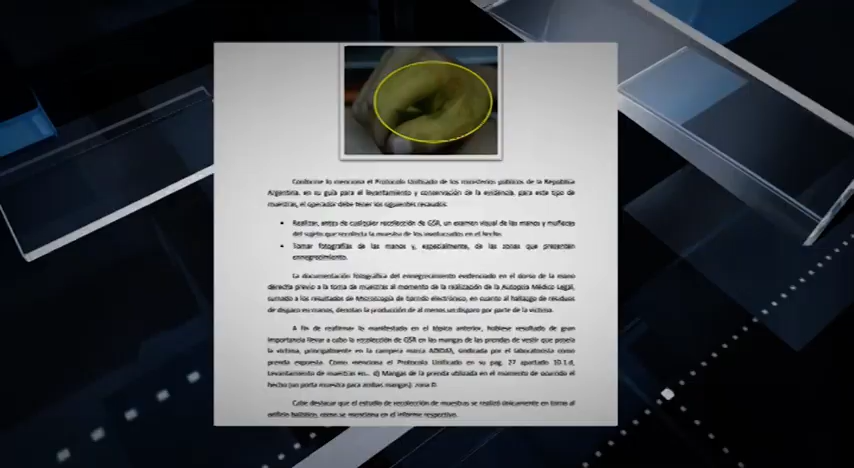 Conforme lo menciona el Protocolo Unificado de los ministerios públicos de la República
Argentina, en su guía para el levantamiento y conservación de la evidencia, para este tipo de
muestras, el operador debe tener los siguientes recaudos:
• Realizar, antes de cualquier recolección de GSR, un examen visual de las manos y muñecas
del sujeto que recolecta la muestra de los involucrados en el hecho.
• Tomar fotografías de las manos y, especialmente, de las zonas que presentan
ennegrecimiento.
La documentación fotográfica del ennegrecimiento evidenciado en el dorso de la mano
derecha previo a la toma de muestras al momento de la realización de la Autopsia Médico Legal,
sumado a los resultados de Microscopía de barrido electrónico, en cuanto al hallazgo de residuos
de disparo en manos, denotan la producción de al menos un disparo por parte de la víctima.
A fin de reafirmar lo manifestado en el tópico anterior, hubiese resultado de gran
importancia llevar a cabo la recolección de GSR en las mangas de las prendas de vestir que poseía
la víctima, principalmente en la campera marca ADIDAS, sindicada por el laboratorio como
prenda expuesta. Como menciona el Protocolo Unificado en su pag. 77 apartado 10.1.d,
Levantamiento de muestras en... d) Mangas de la prenda utilizada en el momento de ocurrido el
hecho (un porta muestra para ambas mangas): zona D.
Cabe destacar que el estudio de recolección de muestras se realizó únicamente en torno al
orificio balístico, como se menciona en el informe respectivo.